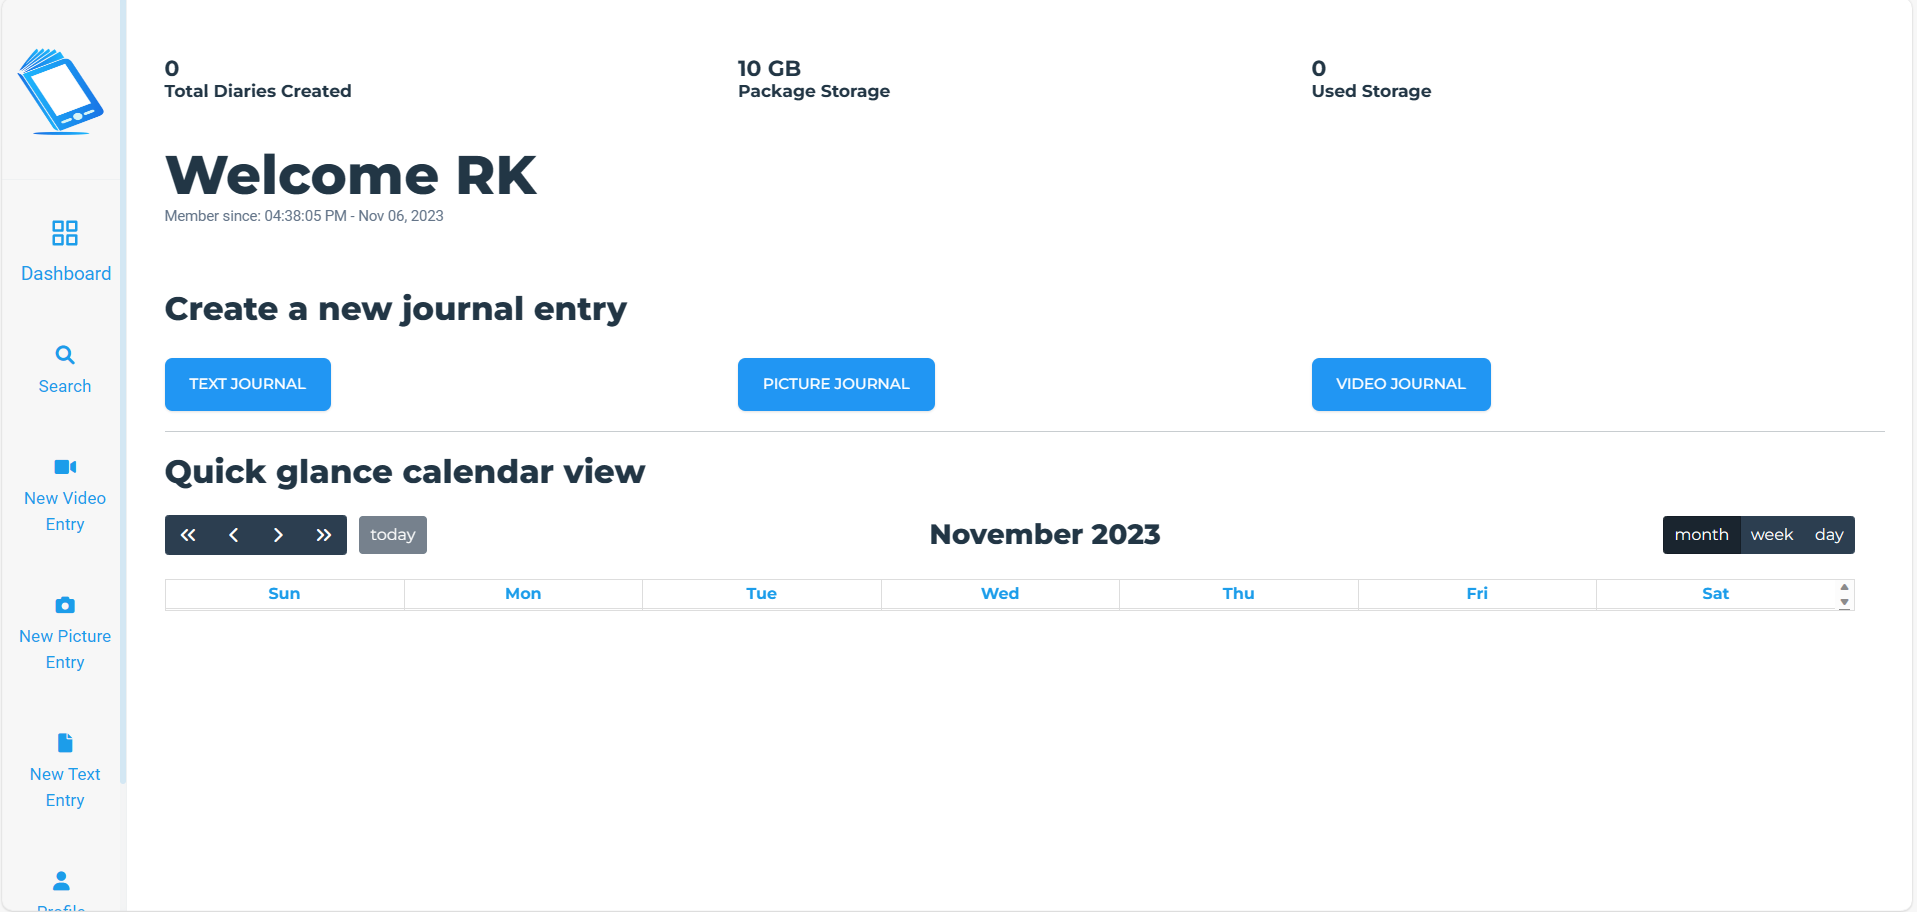 0
Total Diaries Created
10 GB
Package Storage
0
Used Storage
Welcome RK
Member since: 04:38:05 PM - Nov 06, 2023
Dashboard
Create a new journal entry
Search
TEXT JOURNAL
PICTURE JOURNAL
VIDEO JOURNAL
Quick glance calendar view
New Video
Entry
today
November 2023
month week day
Sun Mon Tue Wed Thu Fri Sat
New Picture
Entry
New Text
Entry
Profile